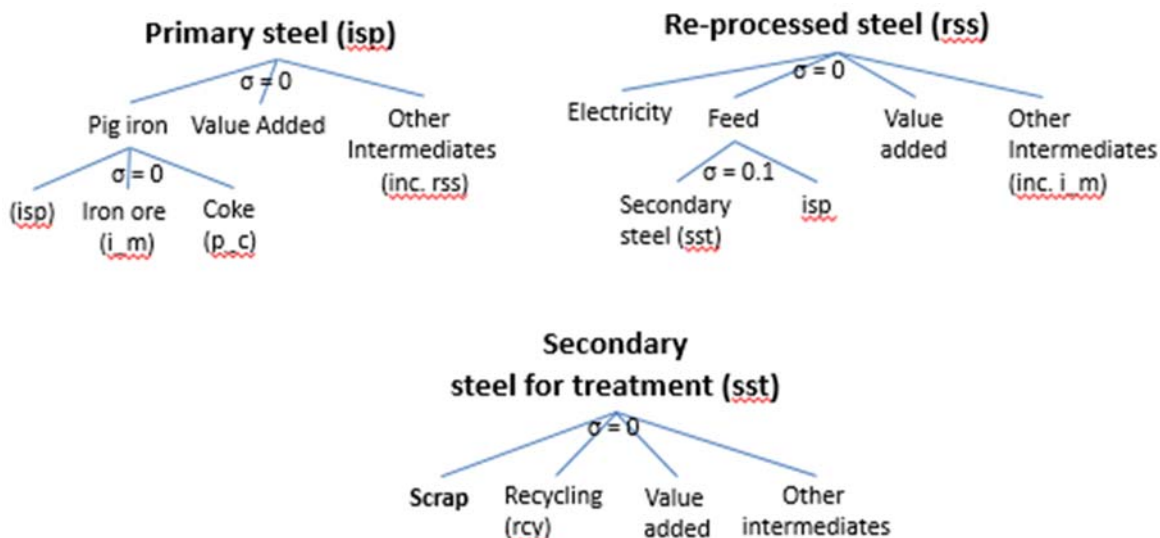 Primary steel (isp)
σ = 0
Pig iron
Value Added
Other
Intermediates
(inc. rss)
σ = 0
(isp)
Iron ore
(i_m)
Coke
(p_c)
Re-processed steel (rss)
σ = 0
Electricity
Feed
Value
added
Other
Intermediates
(inc. i_m)
σ = 0.1
Secondary
steel (sst)
isp
Secondary
steel for treatment (sst)
σ = 0
Scrap
Recycling
(rcy)
Value
added
Other
intermediates